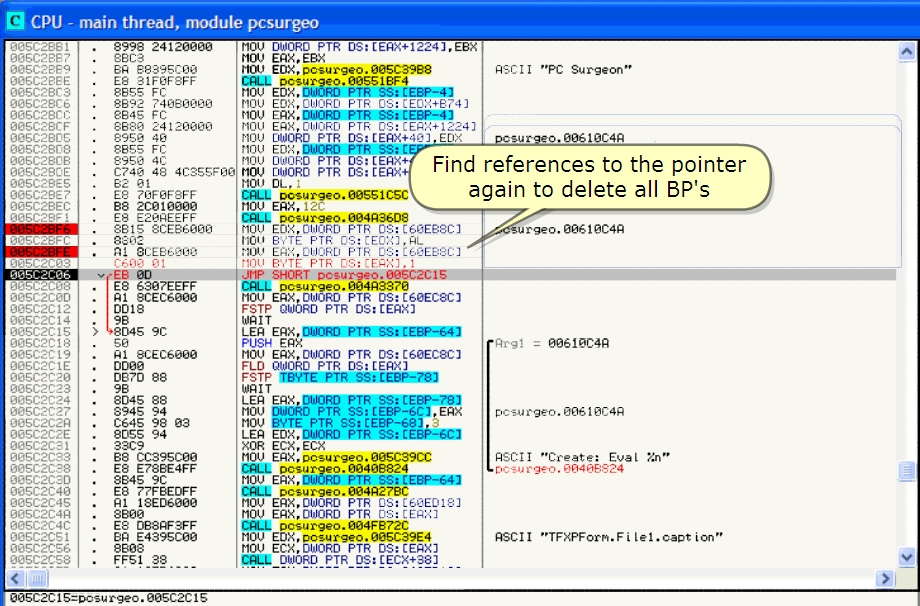 C CPU - main thread, module pcsurgeo
005C2BB1 . 8998 24120000 MOV DWORD PTR DS:[EAX+1224],EBX
005C2BB7 . 8BC3 MOV EAX,EBX
005C2BB9 . BA B8395C00 MOV EDX,pcsurgeo.005C39B8 ASCII "PC Surgeon"
005C2BBE . E8 31F0F8FF CALL pcsurgeo.00551BF4
005C2BC3 . 8B55 FC MOV EDX,DWORD PTR SS:[EBP-4]
005C2BC6 . 8B92 740B0000 MOV EDX,DWORD PTR DS:[EDX+B74]
005C2BCC . 8B45 FC MOV EAX,DWORD PTR SS:[EBP-4]
005C2BCF . 8B80 24120000 MOV EAX,DWORD PTR DS:[EAX+1224]
005C2BD5 . 8950 40 MOV DWORD PTR DS:[EAX+40],EDX pcsurgeo.00610C4A
005C2BD8 . 8B55 FC MOV EDX,DWORD PTR SS:[EBP-
005C2BDB . 8950 4C MOV DWORD PTR DS:[EAX+4C],
005C2BDE . C740 48 4C355F00 MOV DWORD PTR DS:[EAX+48],
005C2BE5 . B2 01 MOV DL,1
005C2BE7 . E8 70F0F8FF CALL pcsurgeo.00551C5C
005C2BEC . B8 2C010000 MOV EAX,12C
005C2BF1 . E8 E20AEEFF CALL pcsurgeo.004A36D8
005C2BF6 . 8B15 8CEB6000 MOV EDX,DWORD PTR DS:[60EB8C] pcsurgeo.00610C4A
005C2BFC . 8802 MOV BYTE PTR DS:[EDX],AL
005C2BFE . A1 8CEB6000 MOV EAX,DWORD PTR DS:[60EB8C]
005C2C03 . C600 01 MOV BYTE PTR DS:[EAX],1
005C2C06 EB 0D JMP SHORT pcsurgeo.005C2C15
005C2C08 . E8 6307EEFF CALL pcsurgeo.004A3370
005C2C0D . A1 8CEC6000 MOV EAX,DWORD PTR DS:[60EC8C]
005C2C12 . DD18 FSTP QWORD PTR DS:[EAX]
005C2C14 . 9B WAIT
005C2C15 > 8D45 9C LEA EAX,DWORD PTR SS:[EBP-64]
005C2C18 . 50 PUSH EAX Arg1 = 00610C4A
005C2C19 . A1 8CEC6000 MOV EAX,DWORD PTR DS:[60EC8C]
005C2C1E . DD00 FLD QWORD PTR DS:[EAX]
005C2C20 . DB7D 88 FSTP TBYTE PTR SS:[EBP-78]
005C2C23 . 9B WAIT
005C2C24 . 8D45 88 LEA EAX,DWORD PTR SS:[EBP-78]
005C2C27 . 8945 94 MOV DWORD PTR SS:[EBP-6C],EAX pcsurgeo.00610C4A
005C2C2A . C645 98 03 MOV BYTE PTR SS:[EBP-68],3
005C2C2E . 8D55 94 LEA EDX,DWORD PTR SS:[EBP-6C]
005C2C31 . 33C9 XOR ECX,ECX
005C2C33 . B8 CC395C00 MOV EAX,pcsurgeo.005C39CC ASCII "Create: Eval %n"
005C2C38 . E8 E78BE4FF CALL pcsurgeo.0040B824 pcsurgeo.0040B824
005C2C3D . 8B45 9C MOV EAX,DWORD PTR SS:[EBP-64]
005C2C40 . E8 77FBEDFF CALL pcsurgeo.004A27BC
005C2C45 . A1 18ED6000 MOV EAX,DWORD PTR DS:[60ED18]
005C2C4A . 8B00 MOV EAX,DWORD PTR DS:[EAX]
005C2C4C . E8 DB8AF3FF CALL pcsurgeo.004FB72C
005C2C51 . BA E4395C00 MOV EDX,pcsurgeo.005C39E4 ASCII "TFXPForm.File1.caption"
005C2C56 . 8B08 MOV ECX,DWORD PTR DS:[EAX]
005C2C58 . FF51 38 CALL DWORD PTR DS:[ECX+38]
Find references to the pointer
again to delete all BP's
005C2C15=pcsurgeo.005C2C15